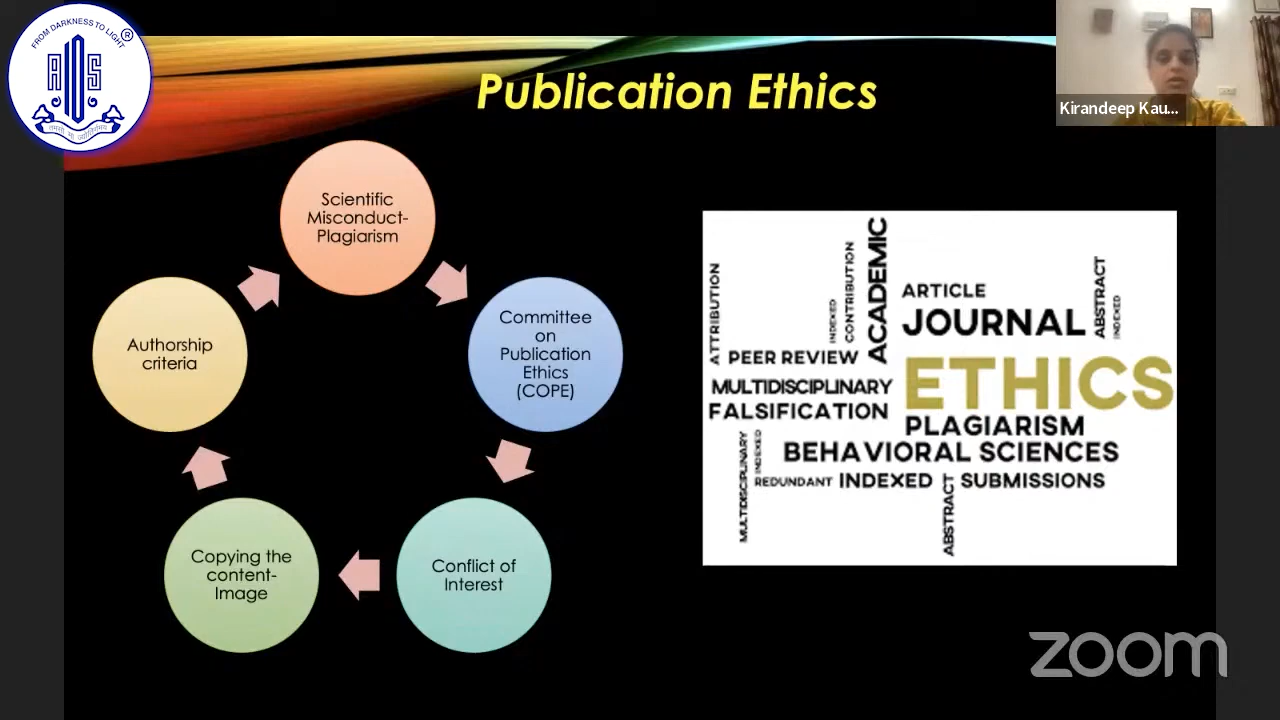 FROM DARKNESS TO LIGHT
®
AIOS
Publication Ethics
Kirandeep Kau...
Scientific
Misconduct-
Plagiarism
Committee
on
Publication
Ethics
(COPE)
Conflict of
Interest
Copying the
content-
Image
Authorship
criteria
ATTRIBUTION
INDEXED
CONTRIBUTION
ACADEMIC
ARTICLE
JOURNAL
ABSTRACT
INDEXED
PEER REVIEW
ETHICS
MULTIDISCIPLINARY
FALSIFICATION
PLAGIARISM
MULTIDISCIPLINARY
INDEXED
BEHAVIORAL SCIENCES
REDUNDANT
INDEXED
ABSTRACT
SUBMISSIONS
zoom